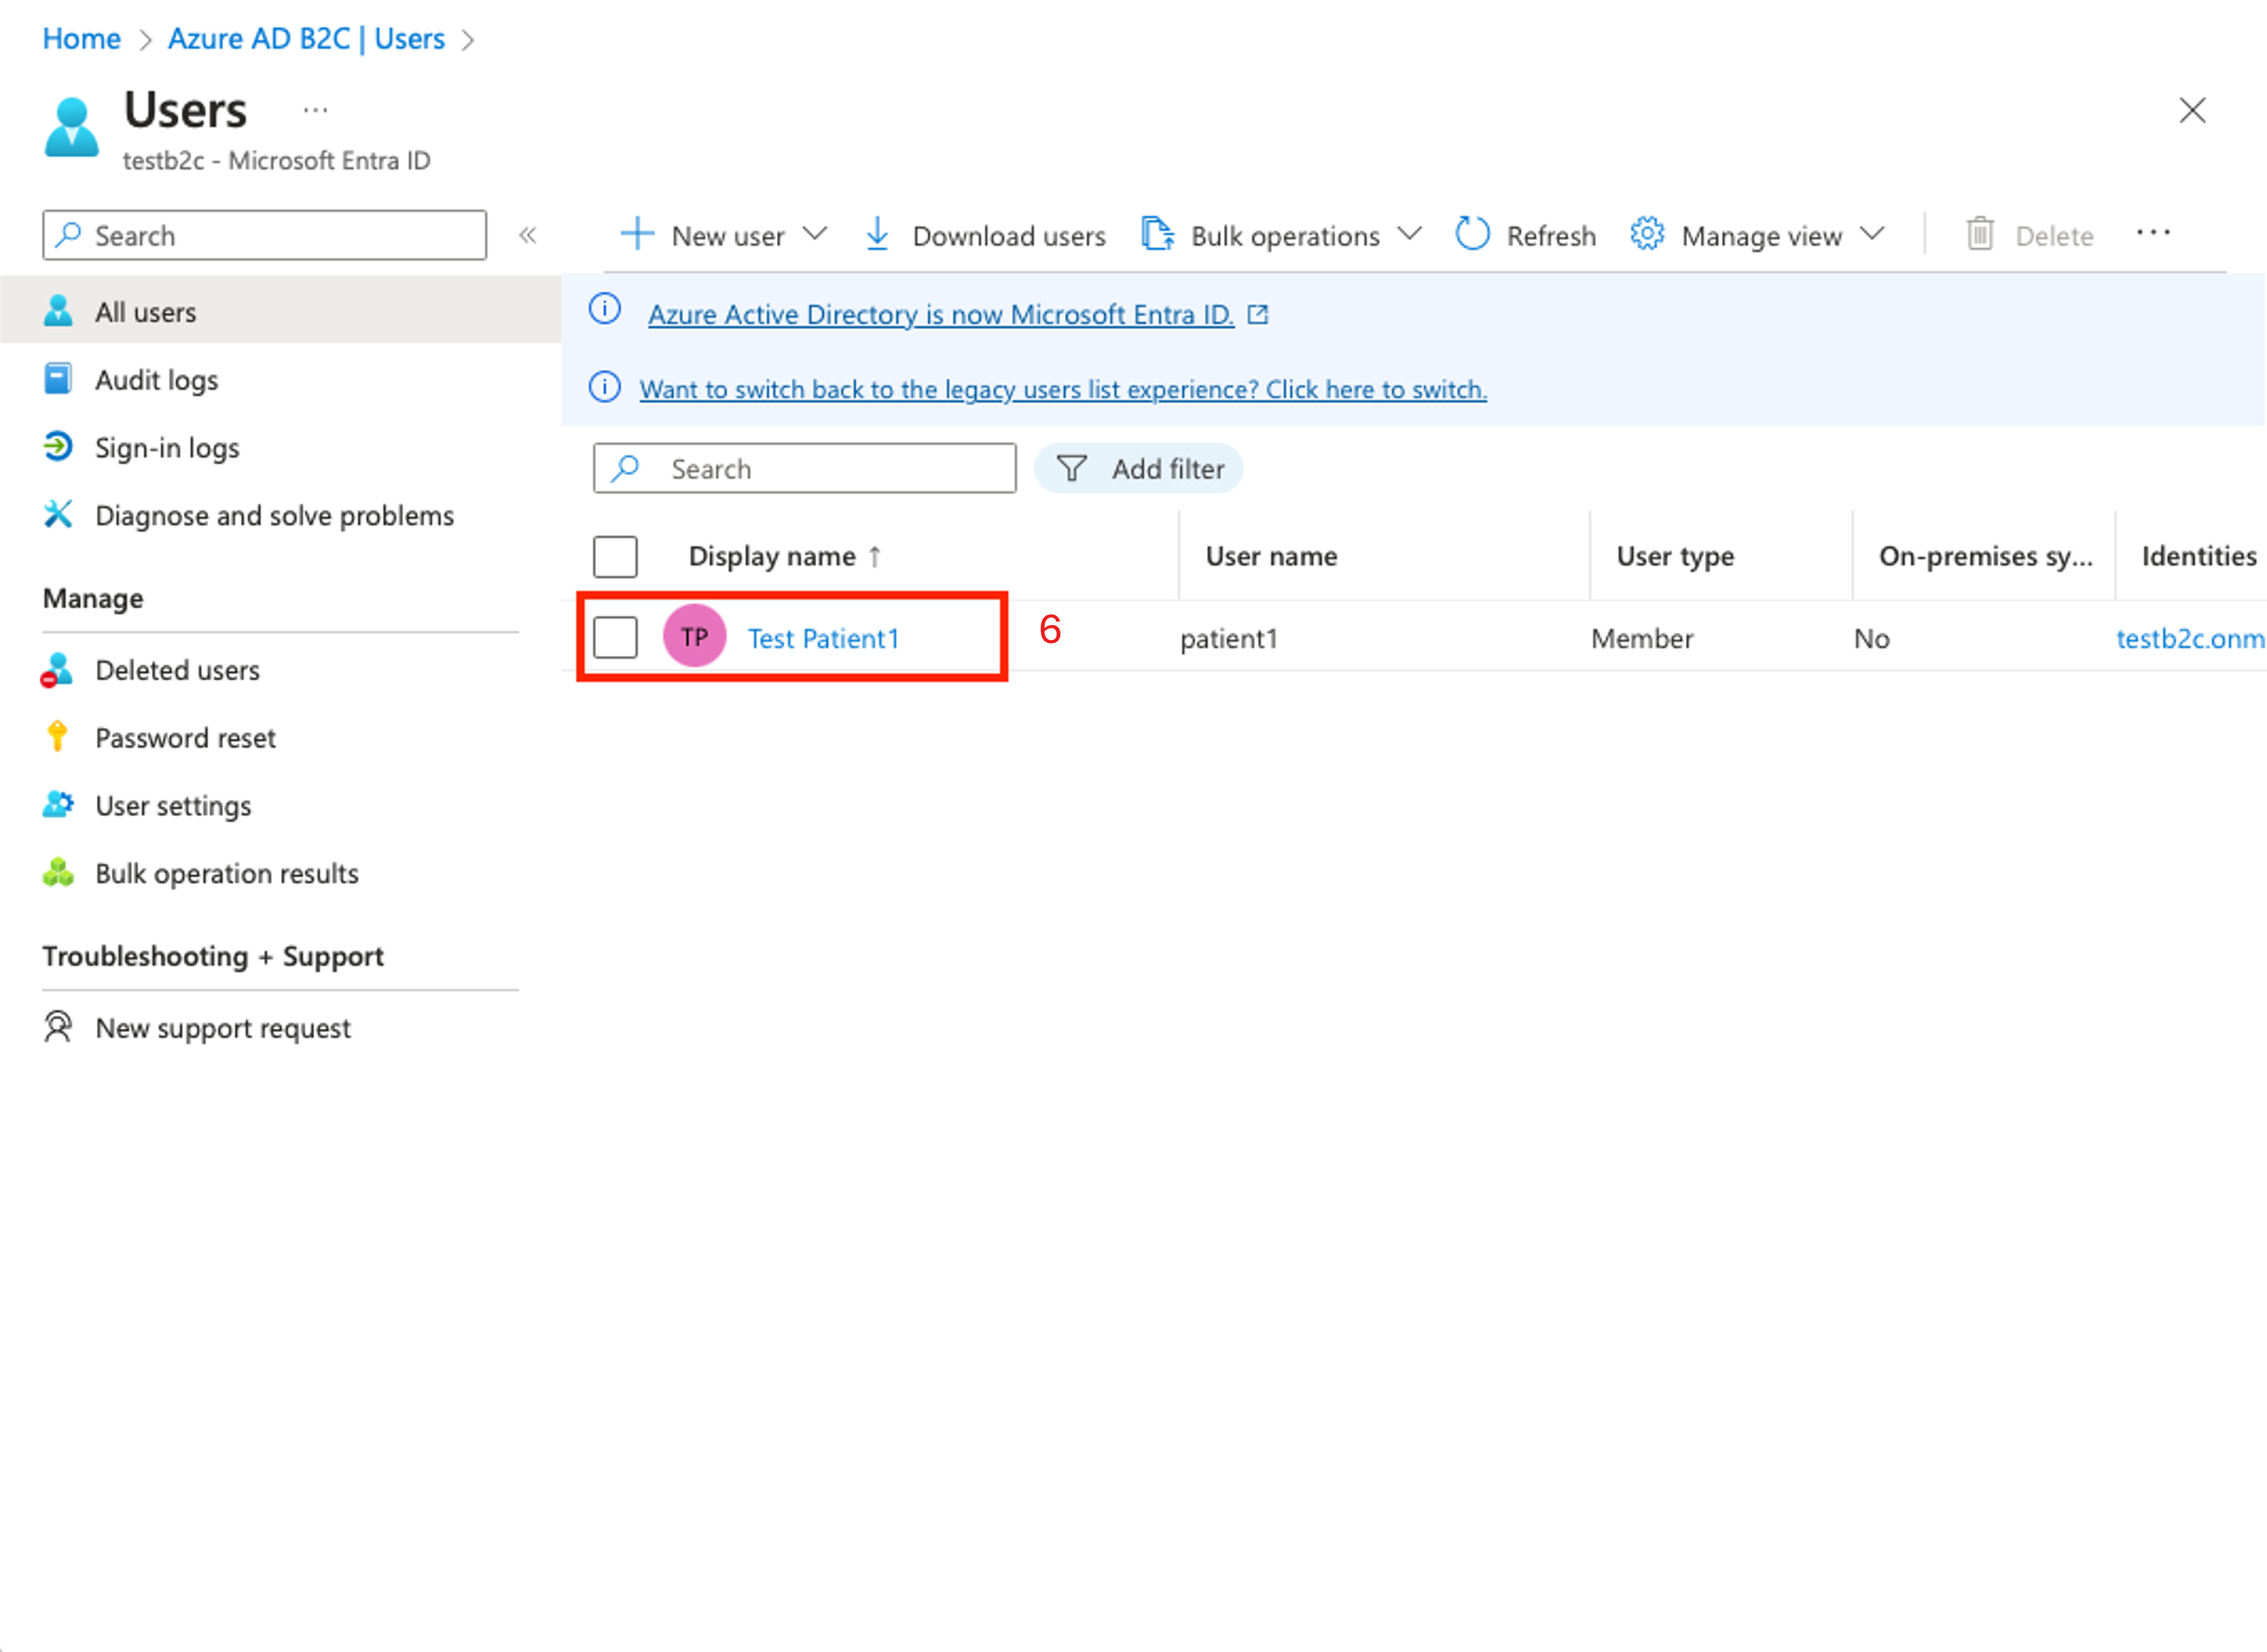 Home > Azure AD B2C | Users >
Users ...
testb2c - Microsoft Entra ID
Search «
New user Download users Bulk operations Refresh Manage view Delete ...
All users
Audit logs
Sign-in logs
Diagnose and solve problems
Manage
Deleted users
Password reset
User settings
Bulk operation results
Troubleshooting + Support
New support request
Azure Active Directory is now Microsoft Entra ID.
Want to switch back to the legacy users list experience? Click here to switch.
Search Add filter
Display name ↑ User name User type On-premises sy... Identities
TP Test Patient1 6 patient1 Member No testb2c.onm